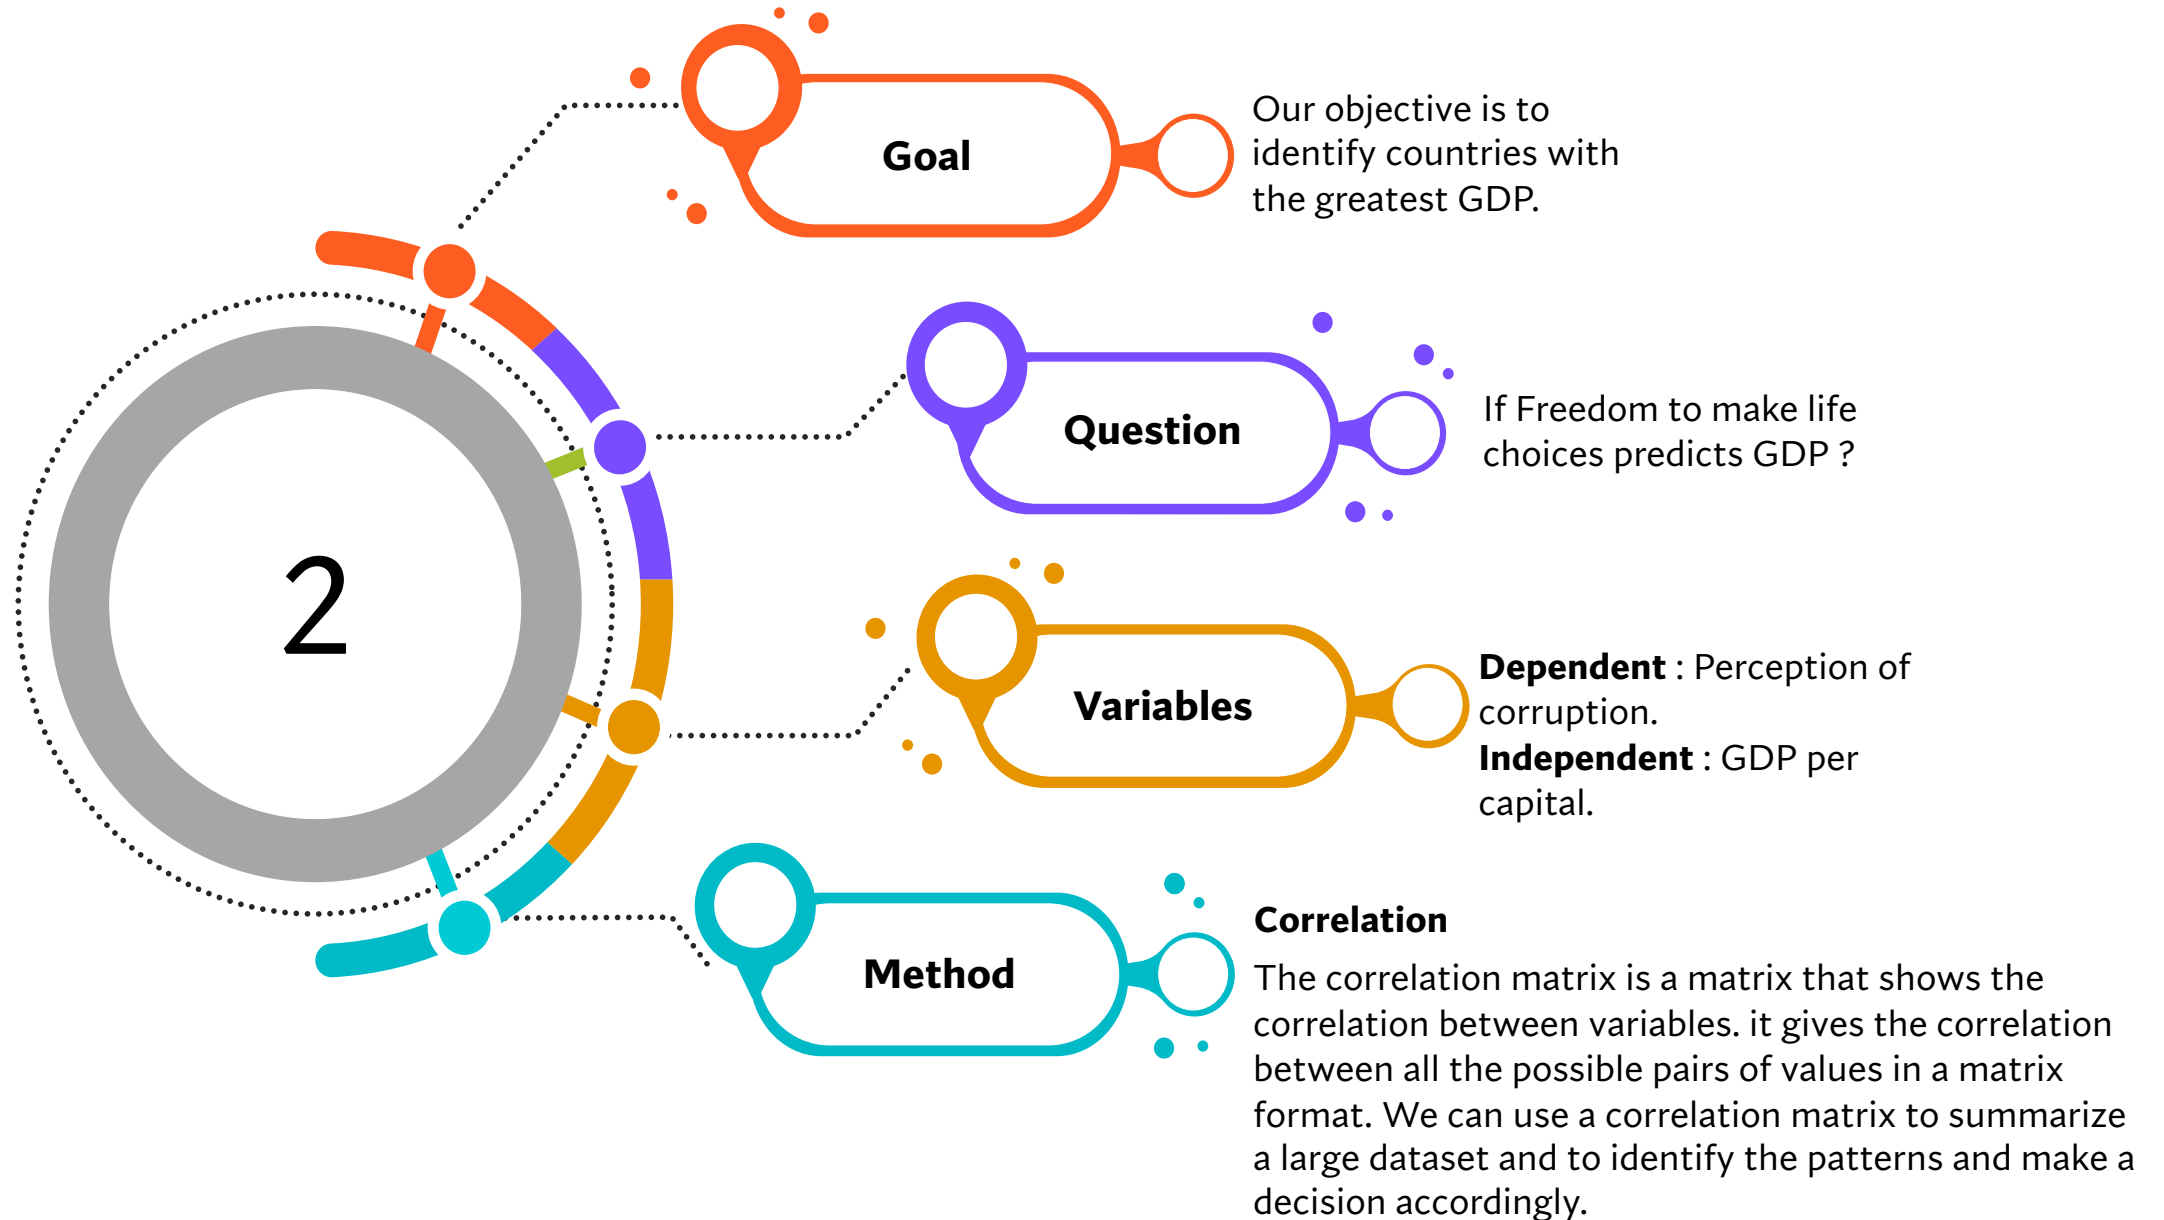 2
Goal
Our objective is to
identify countries with
the greatest GDP.
Question
If Freedom to make life
choices predicts GDP ?
Variables
Dependent : Perception of
corruption.
Independent : GDP per
capital.
Method
Correlation
The correlation matrix is a matrix that shows the
correlation between variables. it gives the correlation
between all the possible pairs of values in a matrix
format. We can use a correlation matrix to summarize
a large dataset and to identify the patterns and make a
decision accordingly.